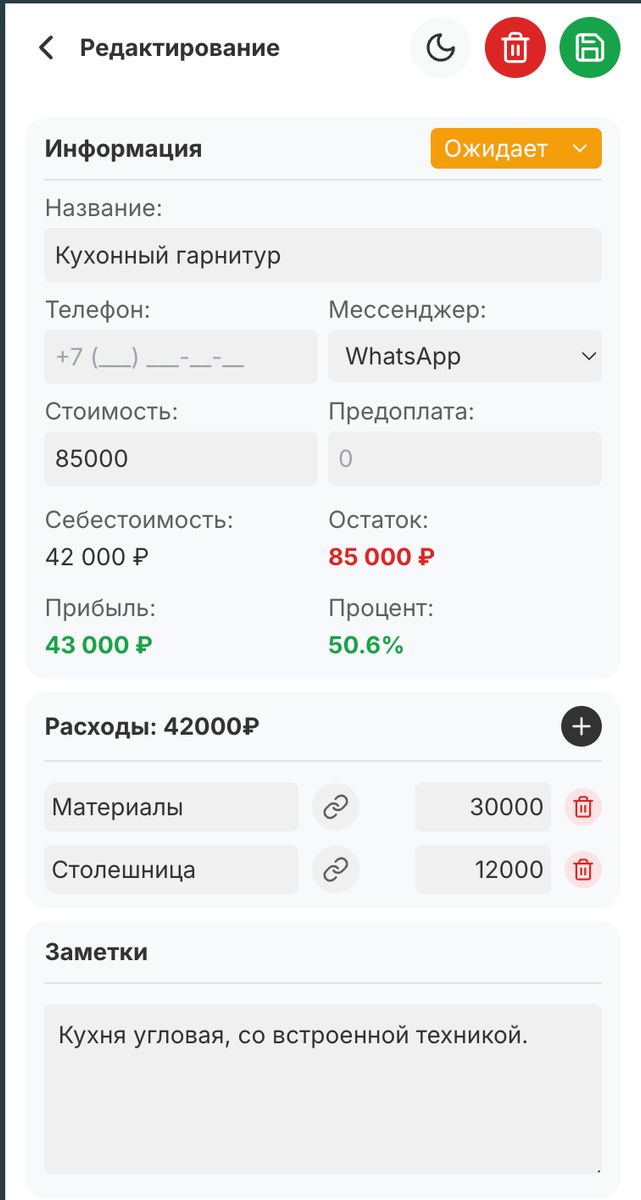 Редактирование
Информация
Ожидает
Название:
Кухонный гарнитур
Телефон: Мессенджер:
+7 (___) ___-__-__ WhatsApp
Стоимость: Предоплата:
85000 0
Себестоимость: Остаток:
42 000 ₽ 85 000 ₽
Прибыль: Процент:
43 000 ₽ 50.6%
Расходы: 42000₽
Материалы 30000
Столешница 12000
Заметки
Кухня угловая, со встроенной техникой.